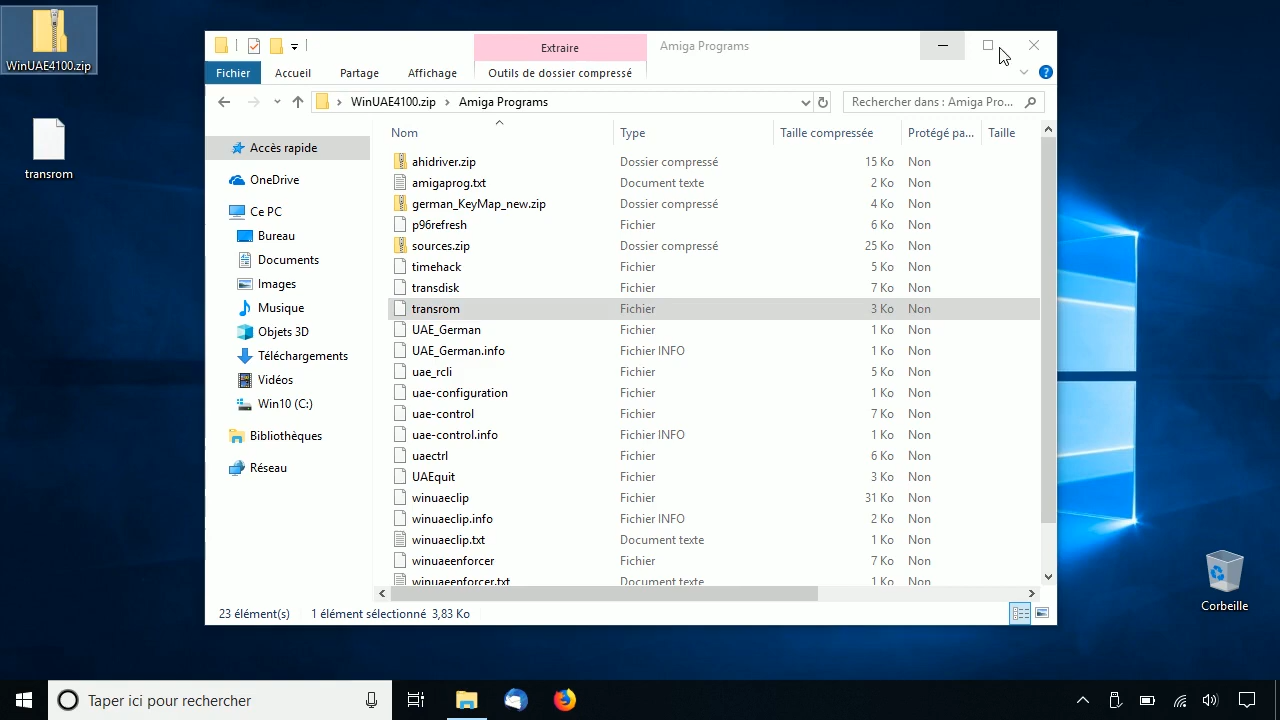 WinUAE4100.zip
transrom
Extraire
Amiga Programs
Fichier
Accueil
Partage
Affichage
Outils de dossier compressé
WinUAE4100.zip
Amiga Programs
Rechercher dans : Amiga Pro...
Accès rapide
OneDrive
Ce PC
Bureau
Documents
Images
Musique
Objets 3D
Téléchargements
Vidéos
Win10 (C:)
Bibliothèques
Réseau
Nom Type Taille compressée Protégé pa... Taille
ahidriver.zip Dossier compressé 15 Ko Non
amigaprog.txt Document texte 2 Ko Non
german_KeyMap_new.zip Dossier compressé 4 Ko Non
p96refresh Fichier 6 Ko Non
sources.zip Dossier compressé 25 Ko Non
timehack Fichier 5 Ko Non
transdisk Fichier 7 Ko Non
transrom Fichier 3 Ko Non
UAE_German Fichier 1 Ko Non
UAE_German.info Fichier INFO 1 Ko Non
uae_rcli Fichier 5 Ko Non
uae-configuration Fichier 1 Ko Non
uae-control Fichier 7 Ko Non
uae-control.info Fichier INFO 1 Ko Non
uaectrl Fichier 6 Ko Non
UAEquit Fichier 3 Ko Non
winuaeclip Fichier 31 Ko Non
winuaeclip.info Fichier INFO 2 Ko Non
winuaeclip.txt Document texte 1 Ko Non
winuaeenforcer Fichier 7 Ko Non
winuaeenforcer.txt Document texte 1 Ko Non
23 élément(s) 1 élément sélectionné 3,83 Ko
Corbeille
Taper ici pour rechercher